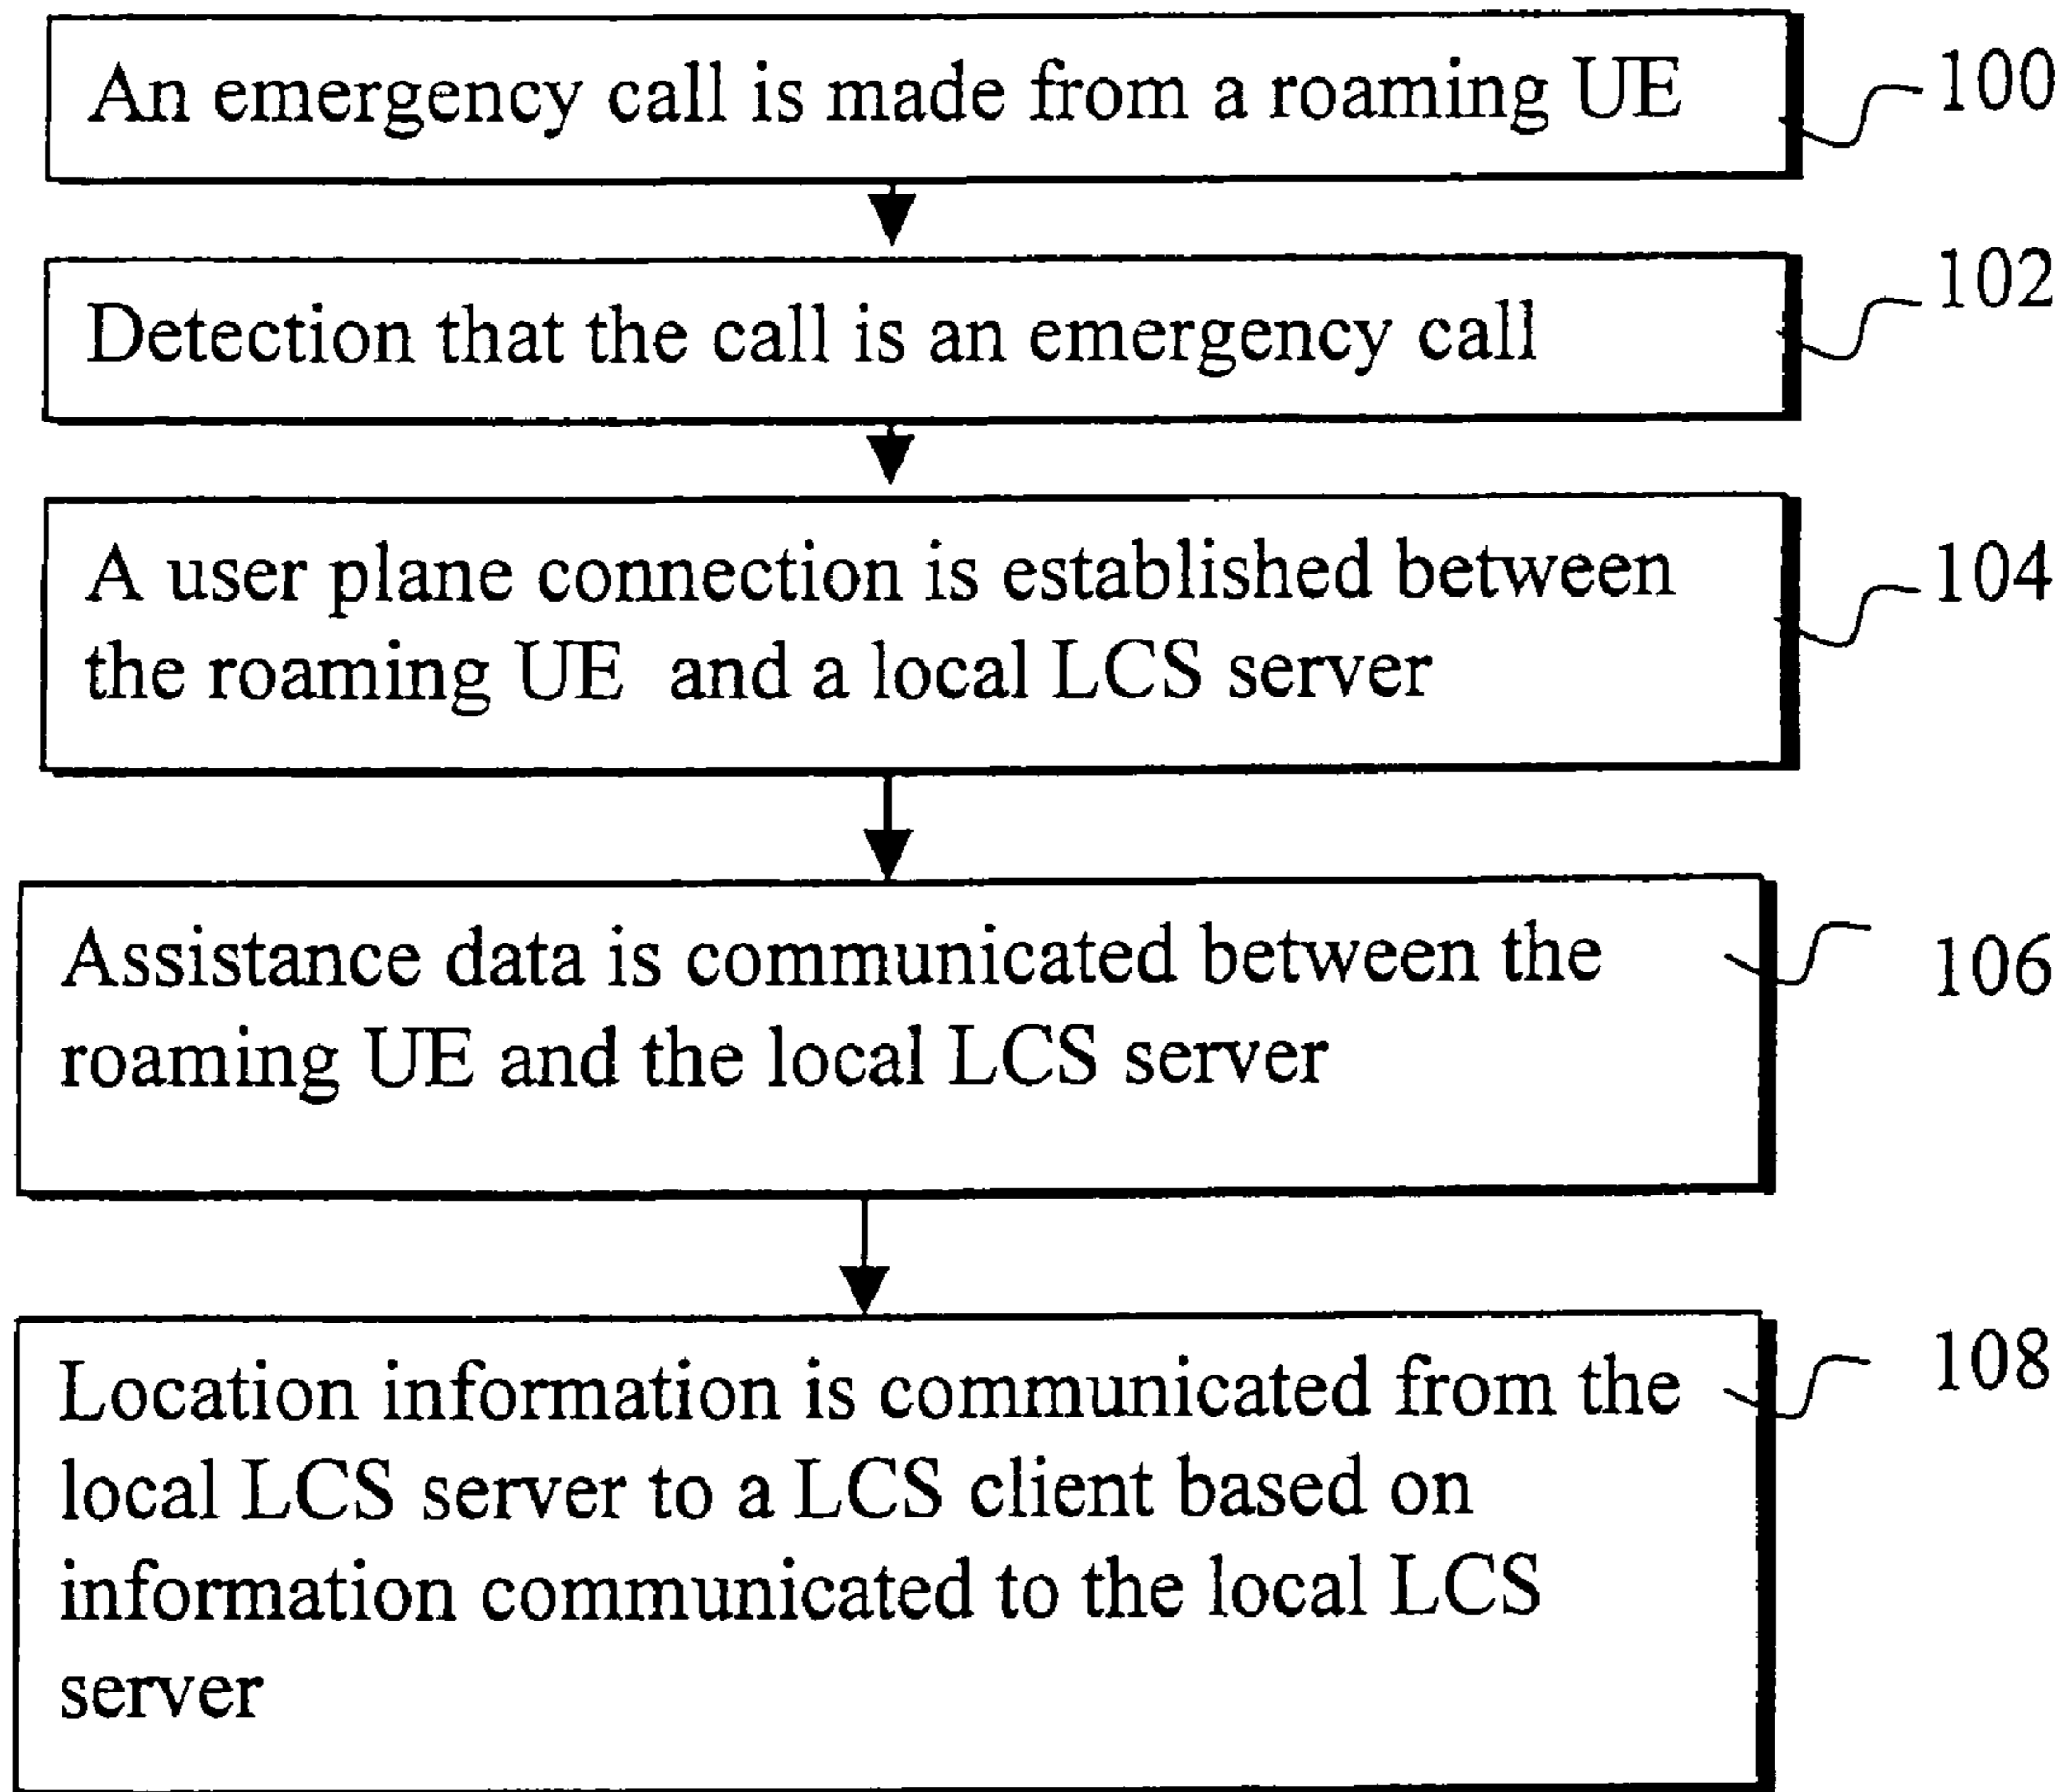 An emergency call is made from a roaming UE
100
Detection that the call is an emergency call
102
A user plane connection is established between
the roaming UE and a local LCS server
104
Assistance data is communicated between the
roaming UE and the local LCS server
106
Location information is communicated from the
local LCS server to a LCS client based on
information communicated to the local LCS
server
108